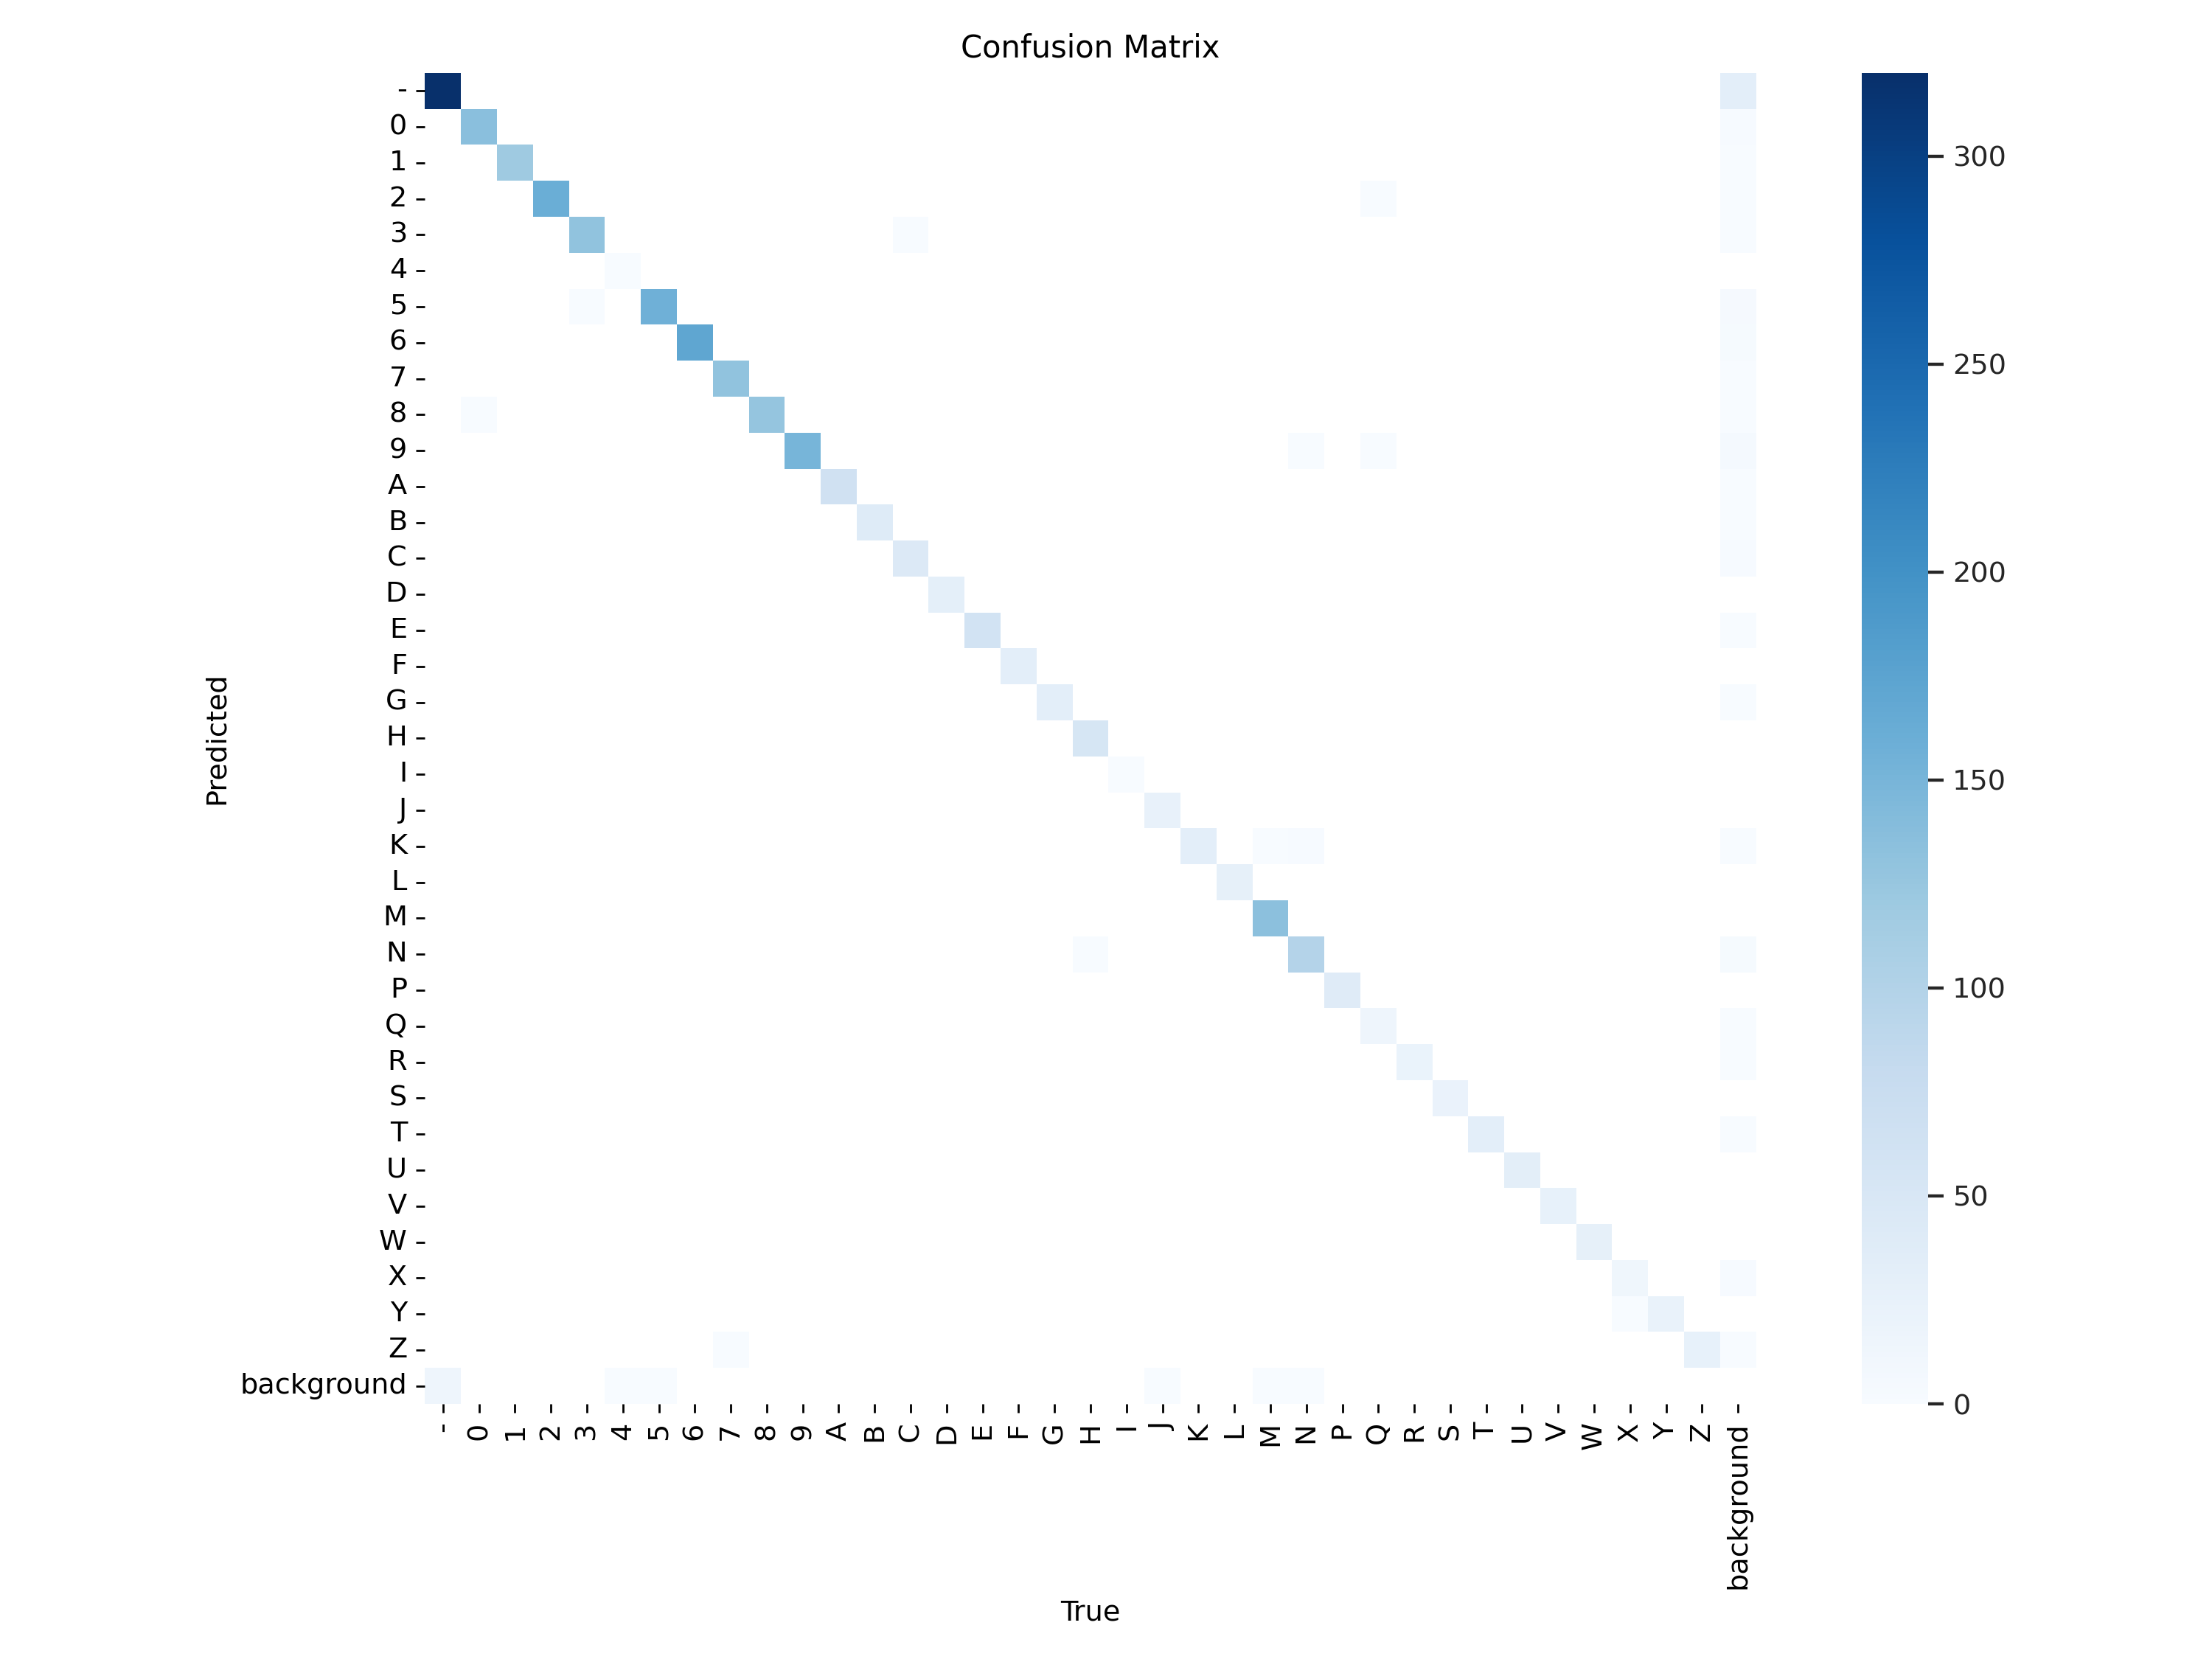 Confusion Matrix
-
0
1
2
3
4
5
6
7
8
9
A
B
C
D
E
F
G
H
I
J
K
L
M
N
P
Q
R
S
T
U
V
W
X
Y
Z
background
Predicted
- 0 1 2 3 4 5 6 7 8 9 A B C D E F G H I J K L M N P Q R S T U V W X Y Z background
True
300
250
200
150
100
50
0